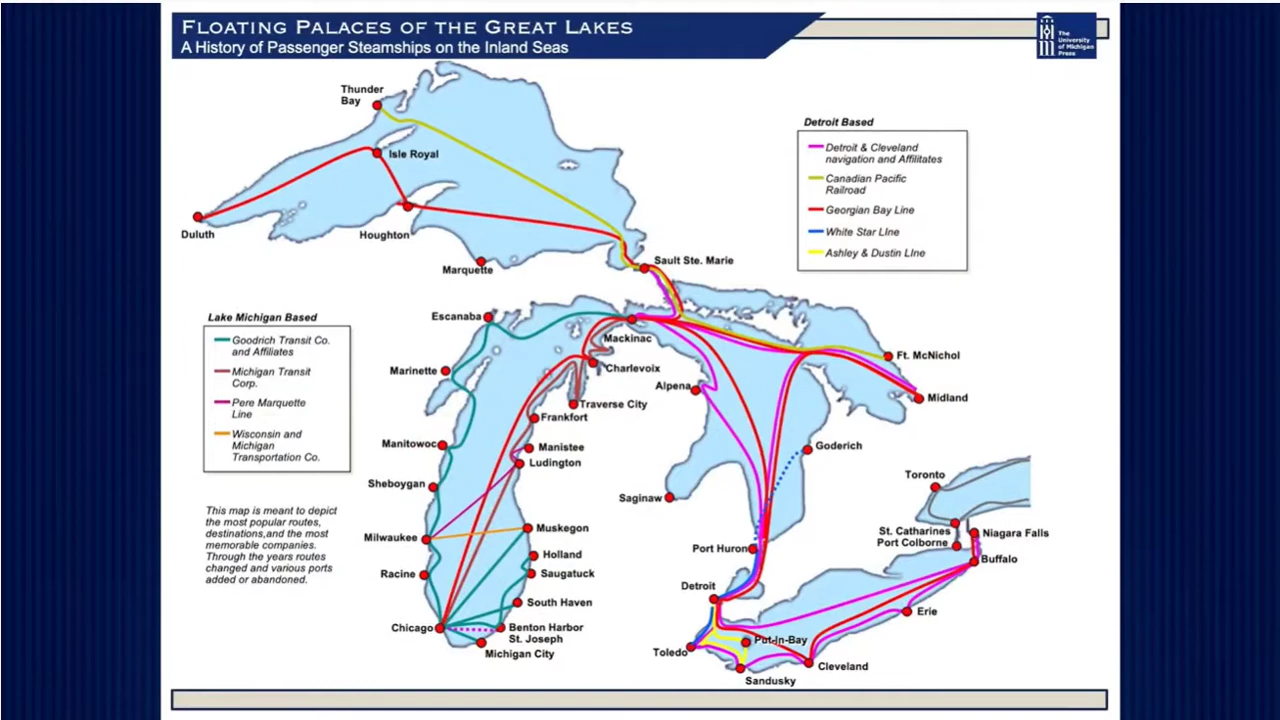 FLOATING PALACES OF THE GREAT LAKES
A History of Passenger Steamships on the Inland Seas
The
University
of Michigan
Press
Thunder
Bay
Isle Royal
Duluth
Houghton
Marquette
Sault Ste. Marie
Detroit Based
Detroit & Cleveland
navigation and Affilitates
Canadian Pacific
Railroad
Georgian Bay Line
White Star LIne
Ashley & Dustin LIne
Lake Michigan Based
Goodrich Transit Co.
and Affiliates
Michigan Transit
Corp.
Pere Marquette
Line
Wisconsin and
Michigan
Transportation Co.
This map is meant to depict
the most popular routes,
destinations,and the most
memorable companies.
Through the years routes
changed and various ports
added or abandoned.
Escanaba
Mackinac
Marinette
Charlevoix
Alpena
Ft. McNichol
Midland
Traverse City
Frankfort
Manitowoc
Manistee
Ludington
Goderich
Sheboygan
Saginaw
Toronto
Milwaukee
Muskegon
St. Catharines
Niagara Falls
Port Colborne
Port Huron
Holland
Buffalo
Racine
Saugatuck
Detroit
South Haven
Erie
Chicago
Benton Harbor
St. Joseph
Michigan City
Put-In-Bay
Toledo
Cleveland
Sandusky